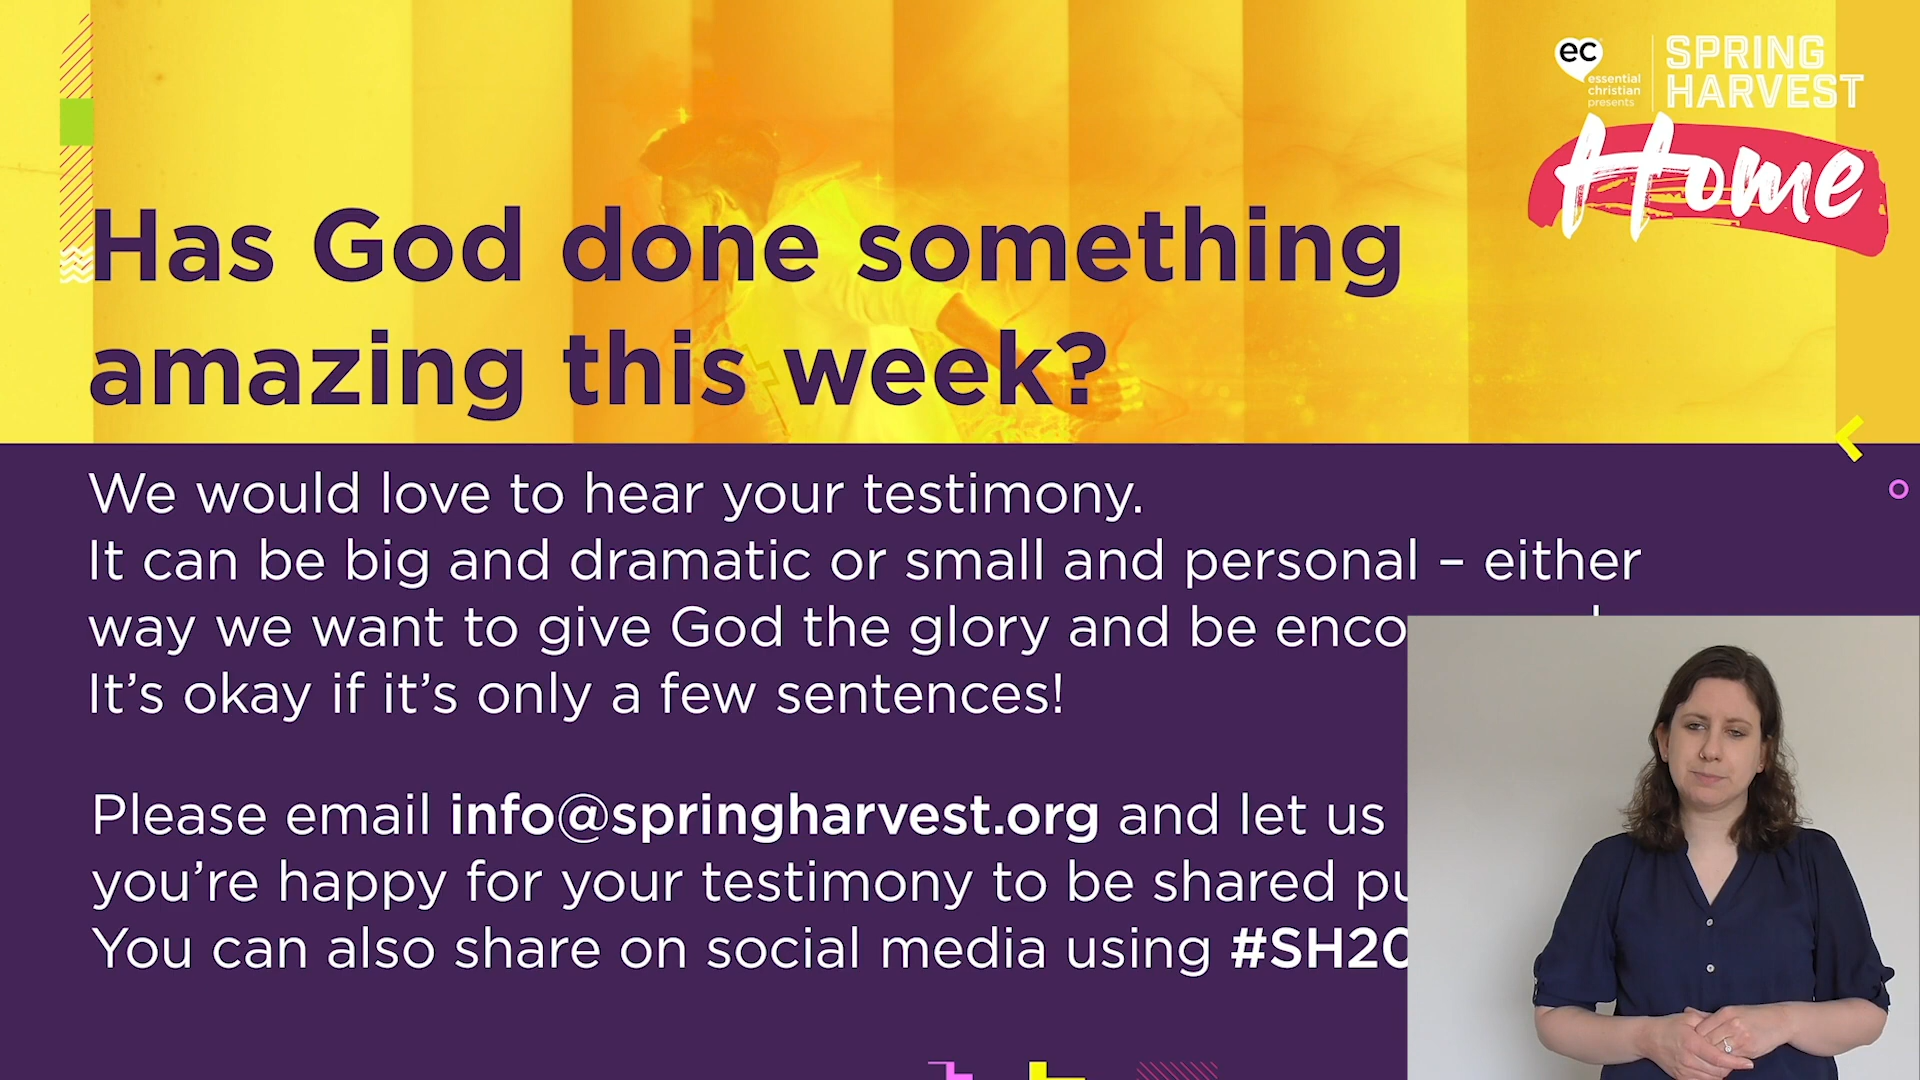 ec
essential
christian
presents
SPRING
HARVEST
Home
Has God done something
amazing this week?
We would love to hear your testimony.
It can be big and dramatic or small and personal – either
way we want to give God the glory and be
It's okay if it's only a few sentences!
Please email info@springharvest.org and let us
you're happy for your testimony to be shared
You can also share on social media using